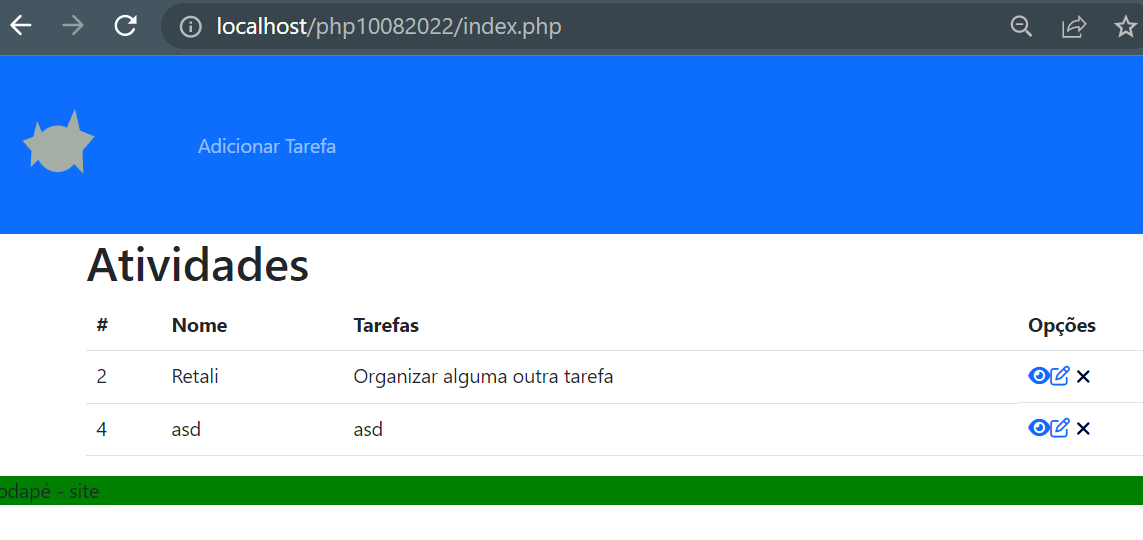 localhost/php10082022/index.php
Adicionar Tarefa
Atividades
# Nome Tarefas Opções
2 Retali Organizar alguma outra tarefa
4 asd asd
odapé - site